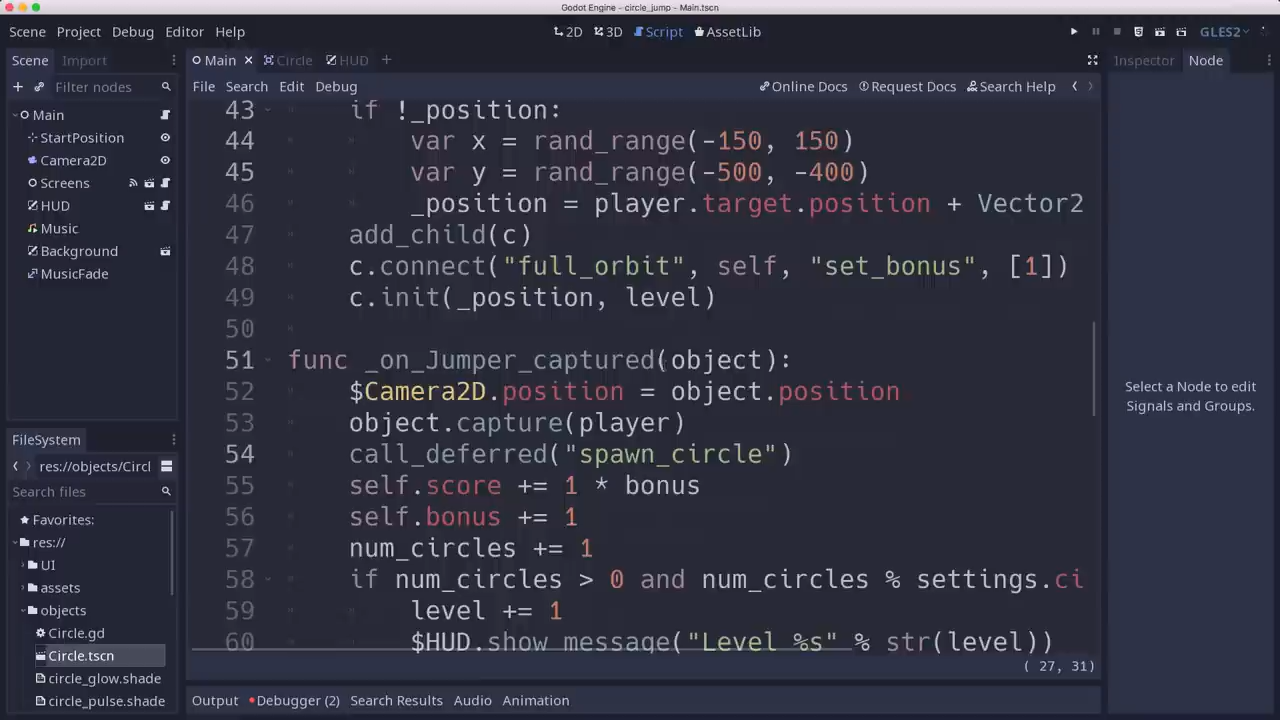 Godot Engine - circle_jump - Main.tscn
Scene Project Debug Editor Help
2D 3D Script AssetLib
GLES2
Scene Import
Filter nodes
Main
StartPosition
Camera2D
Screens
HUD
Music
Background
MusicFade
FileSystem
res://objects/Circl
Search files
Favorites:
res://
UI
assets
objects
Circle.gd
Circle.tscn
circle_glow.shade
circle_pulse.shade
Main Circle HUD
File Search Edit Debug
Online Docs Request Docs Search Help
43 if !_position:
44 var x = rand_range(-150, 150)
45 var y = rand_range(-500, -400)
46 _position = player.target.position + Vector2
47 add_child(c)
48 c.connect("full_orbit", self, "set_bonus", [1])
49 c.init(_position, level)
50
51 func _on_Jumper_captured(object):
52 $Camera2D.position = object.position
53 object.capture(player)
54 call_deferred("spawn_circle")
55 self.score += 1 * bonus
56 self.bonus += 1
57 num_circles += 1
58 if num_circles > 0 and num_circles % settings.ci
59 level += 1
60 $HUD.show_message("Level %s" % str(level))
( 27, 31)
Output Debugger (2) Search Results Audio Animation
Inspector Node
Select a Node to edit
Signals and Groups.